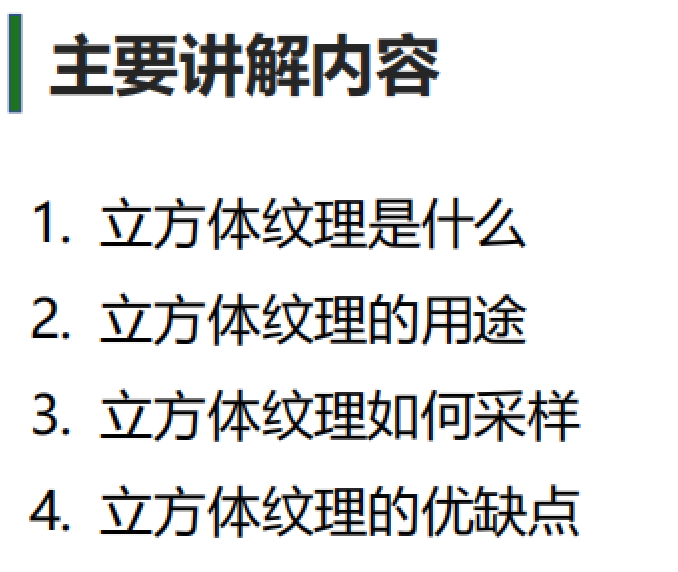 主要讲解内容
1. 立方体纹理是什么
2. 立方体纹理的用途
3. 立方体纹理如何采样
4. 立方体纹理的优缺点